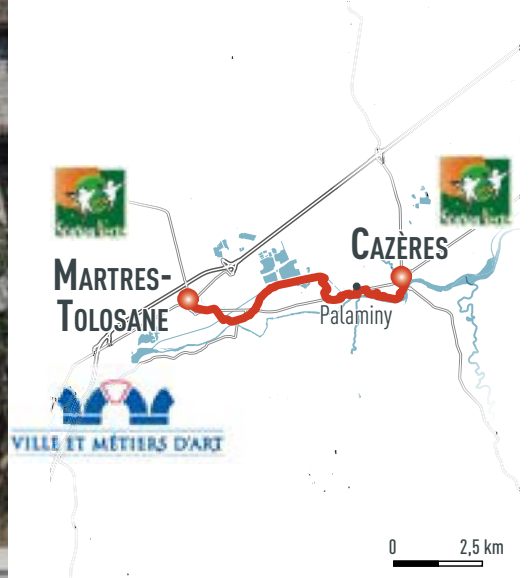 CAZÈRES
MARTRES-
TOLOSANE
Palaminy
VILLE ET MÉTIERS D'ART
0 2,5 km